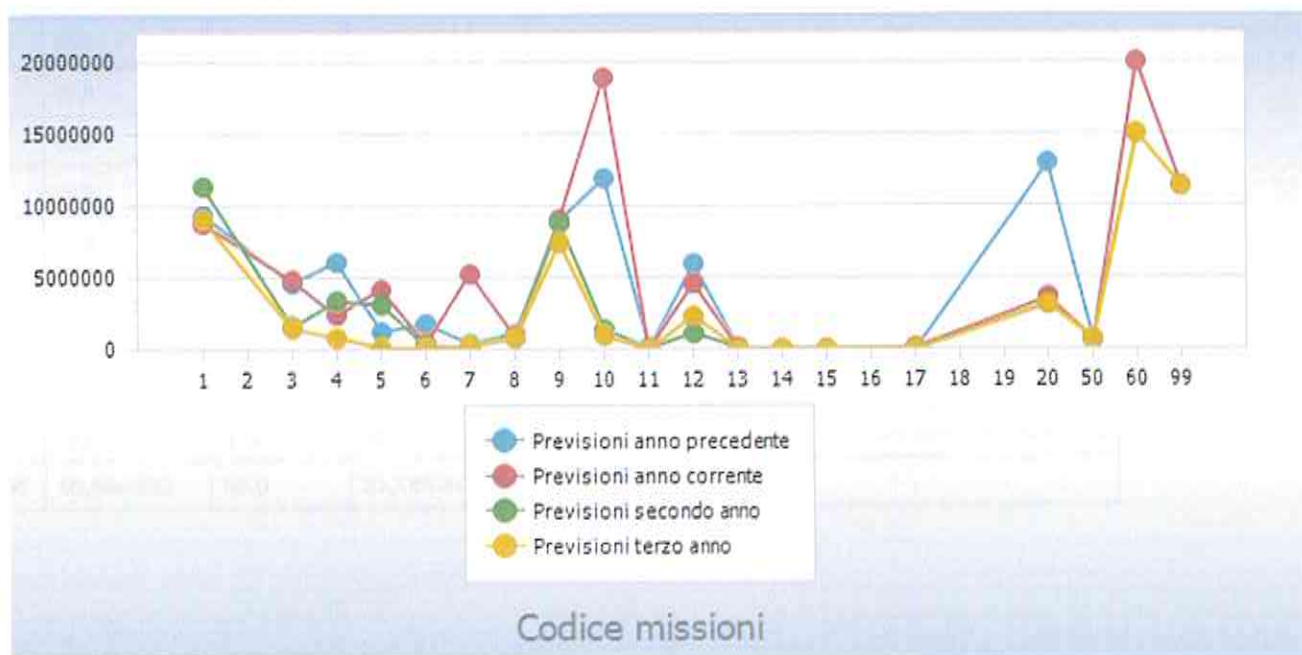 20000000
15000000
10000000
5000000
0
1 2 3 4 5 6 7 8 9 10 11 12 13 14 15 16 17 18 19 20 50 60 99
Previsioni anno precedente
Previsioni anno corrente
Previsioni secondo anno
Previsioni terzo anno
Codice missioni